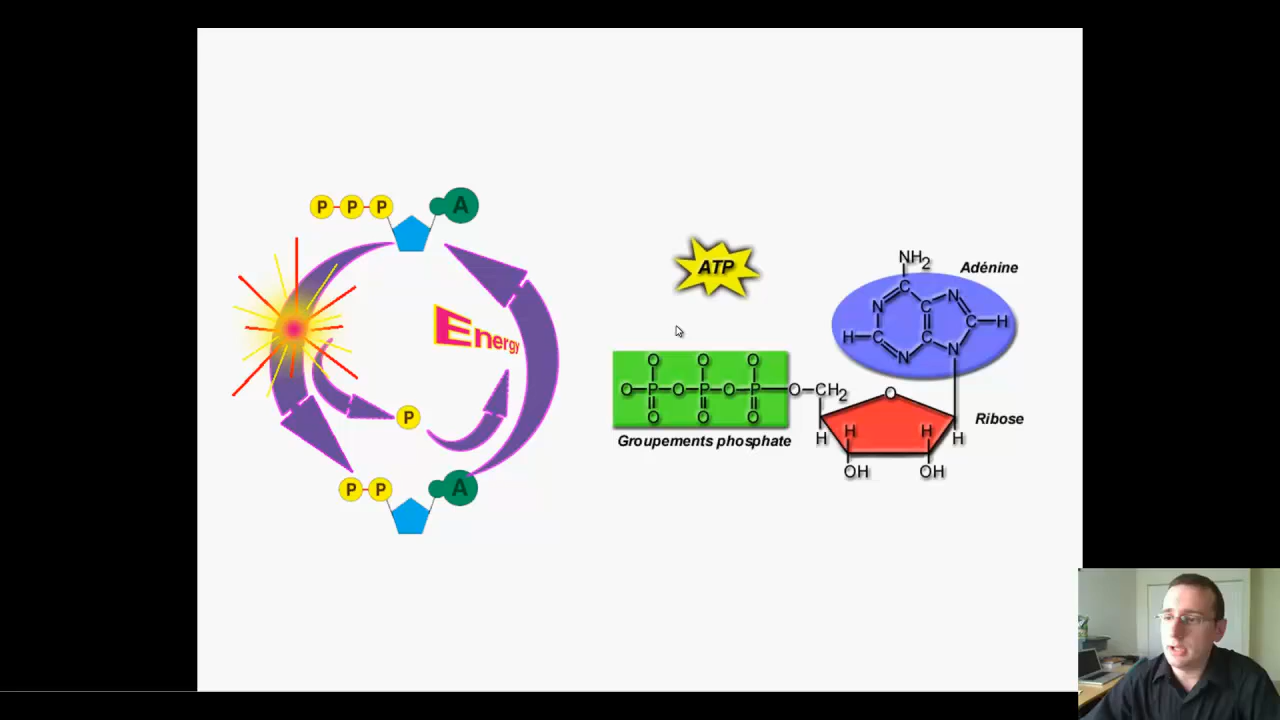 P P P A
Energy
P
P P A
ATP
O O O
O P O P O P O CH2
O O O
Groupements phosphate
NH2
Adénine
C
N C N
H C C C H
N N
O
Ribose
H H H H
OH OH